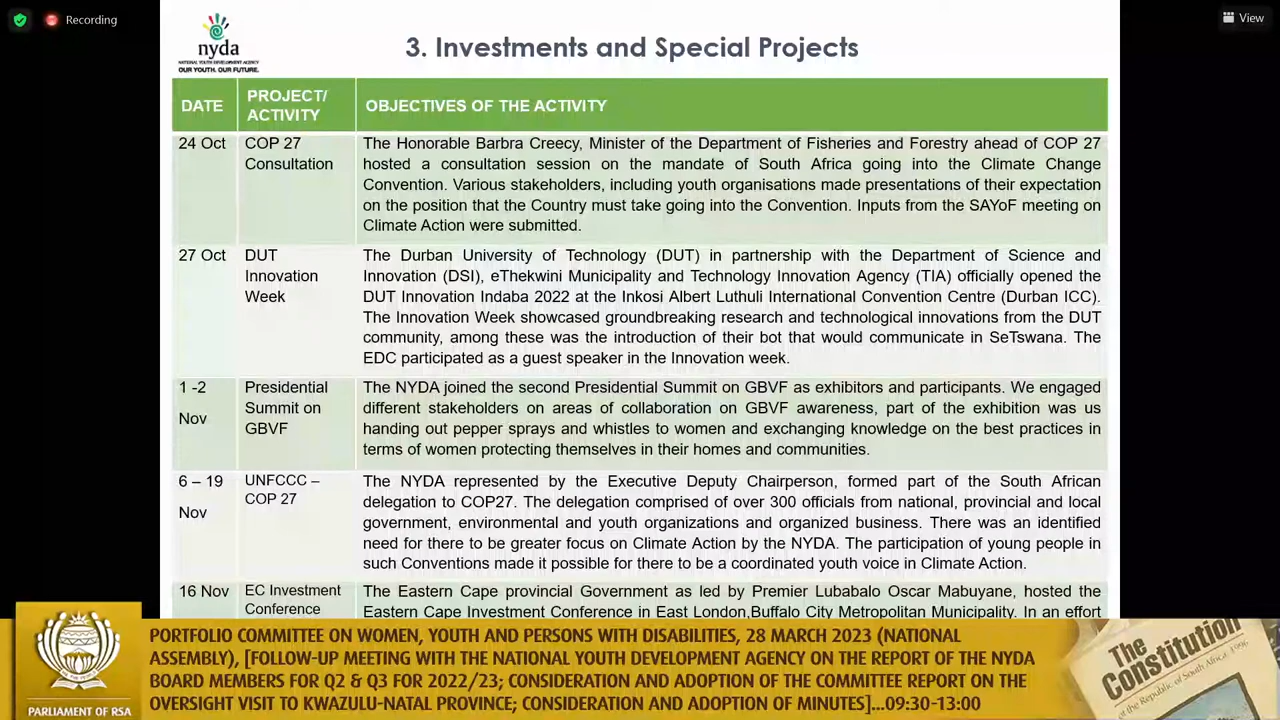 Recording
View
nyda
NATIONAL YOUTH DEVELOPMENT AGENCY
OUR YOUTH. OUR FUTURE.
3. Investments and Special Projects
DATE
PROJECT/
ACTIVITY
OBJECTIVES OF THE ACTIVITY
24 Oct
COP 27
Consultation
The Honorable Barbra Creecy, Minister of the Department of Fisheries and Forestry ahead of COP 27
hosted a consultation session on the mandate of South Africa going into the Climate Change
Convention. Various stakeholders, including youth organisations made presentations of their expectation
on the position that the Country must take going into the Convention. Inputs from the SAYoF meeting on
Climate Action were submitted.
27 Oct
DUT
Innovation
Week
The Durban University of Technology (DUT) in partnership with the Department of Science and
Innovation (DSI), eThekwini Municipality and Technology Innovation Agency (TIA) officially opened the
DUT Innovation Indaba 2022 at the Inkosi Albert Luthuli International Convention Centre (Durban ICC).
The Innovation Week showcased groundbreaking research and technological innovations from the DUT
community, among these was the introduction of their bot that would communicate in SeTswana. The
EDC participated as a guest speaker in the Innovation week.
1 -2
Nov
Presidential
Summit on
GBVF
The NYDA joined the second Presidential Summit on GBVF as exhibitors and participants. We engaged
different stakeholders on areas of collaboration on GBVF awareness, part of the exhibition was us
handing out pepper sprays and whistles to women and exchanging knowledge on the best practices in
terms of women protecting themselves in their homes and communities.
6 – 19
Nov
UNFCCC –
COP 27
The NYDA represented by the Executive Deputy Chairperson, formed part of the South African
delegation to COP27. The delegation comprised of over 300 officials from national, provincial and local
government, environmental and youth organizations and organized business. There was an identified
need for there to be greater focus on Climate Action by the NYDA. The participation of young people in
such Conventions made it possible for there to be a coordinated youth voice in Climate Action.
16 Nov
EC Investment
Conference
The Eastern Cape provincial Government as led by Premier Lubabalo Oscar Mabuyane, hosted the
Eastern Cape Investment Conference in East London,Buffalo City Metropolitan Municipality. In an effort
PARLIAMENT OF RSA
PORTFOLIO COMMITTEE ON WOMEN, YOUTH AND PERSONS WITH DISABILITIES, 28 MARCH 2023 (NATIONAL
ASSEMBLY), [FOLLOW-UP MEETING WITH THE NATIONAL YOUTH DEVELOPMENT AGENCY ON THE REPORT OF THE NYDA
BOARD MEMBERS FOR Q2 & Q3 FOR 2022/23; CONSIDERATION AND ADOPTION OF THE COMMITTEE REPORT ON THE
OVERSIGHT VISIT TO KWAZULU-NATAL PROVINCE; CONSIDERATION AND ADOPTION OF MINUTES]...09:30-13:00
The
Constitution
of the Republic of South Africa, 1996